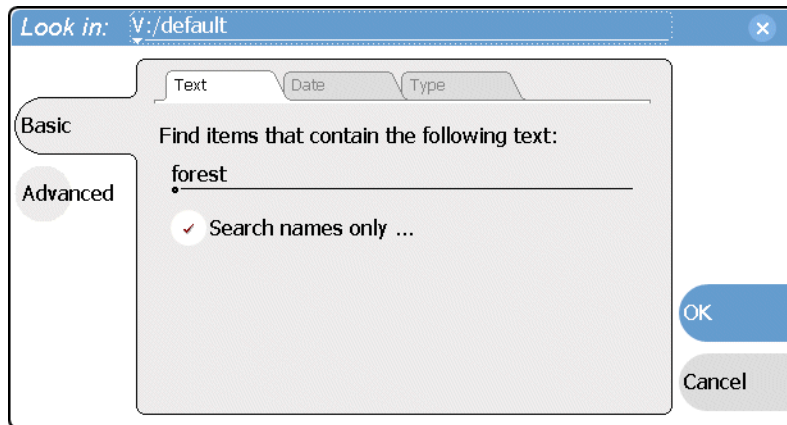 Look in: V:/default
Text Date Type
Basic
Find items that contain the following text:
forest
Advanced
Search names only ...
OK
Cancel